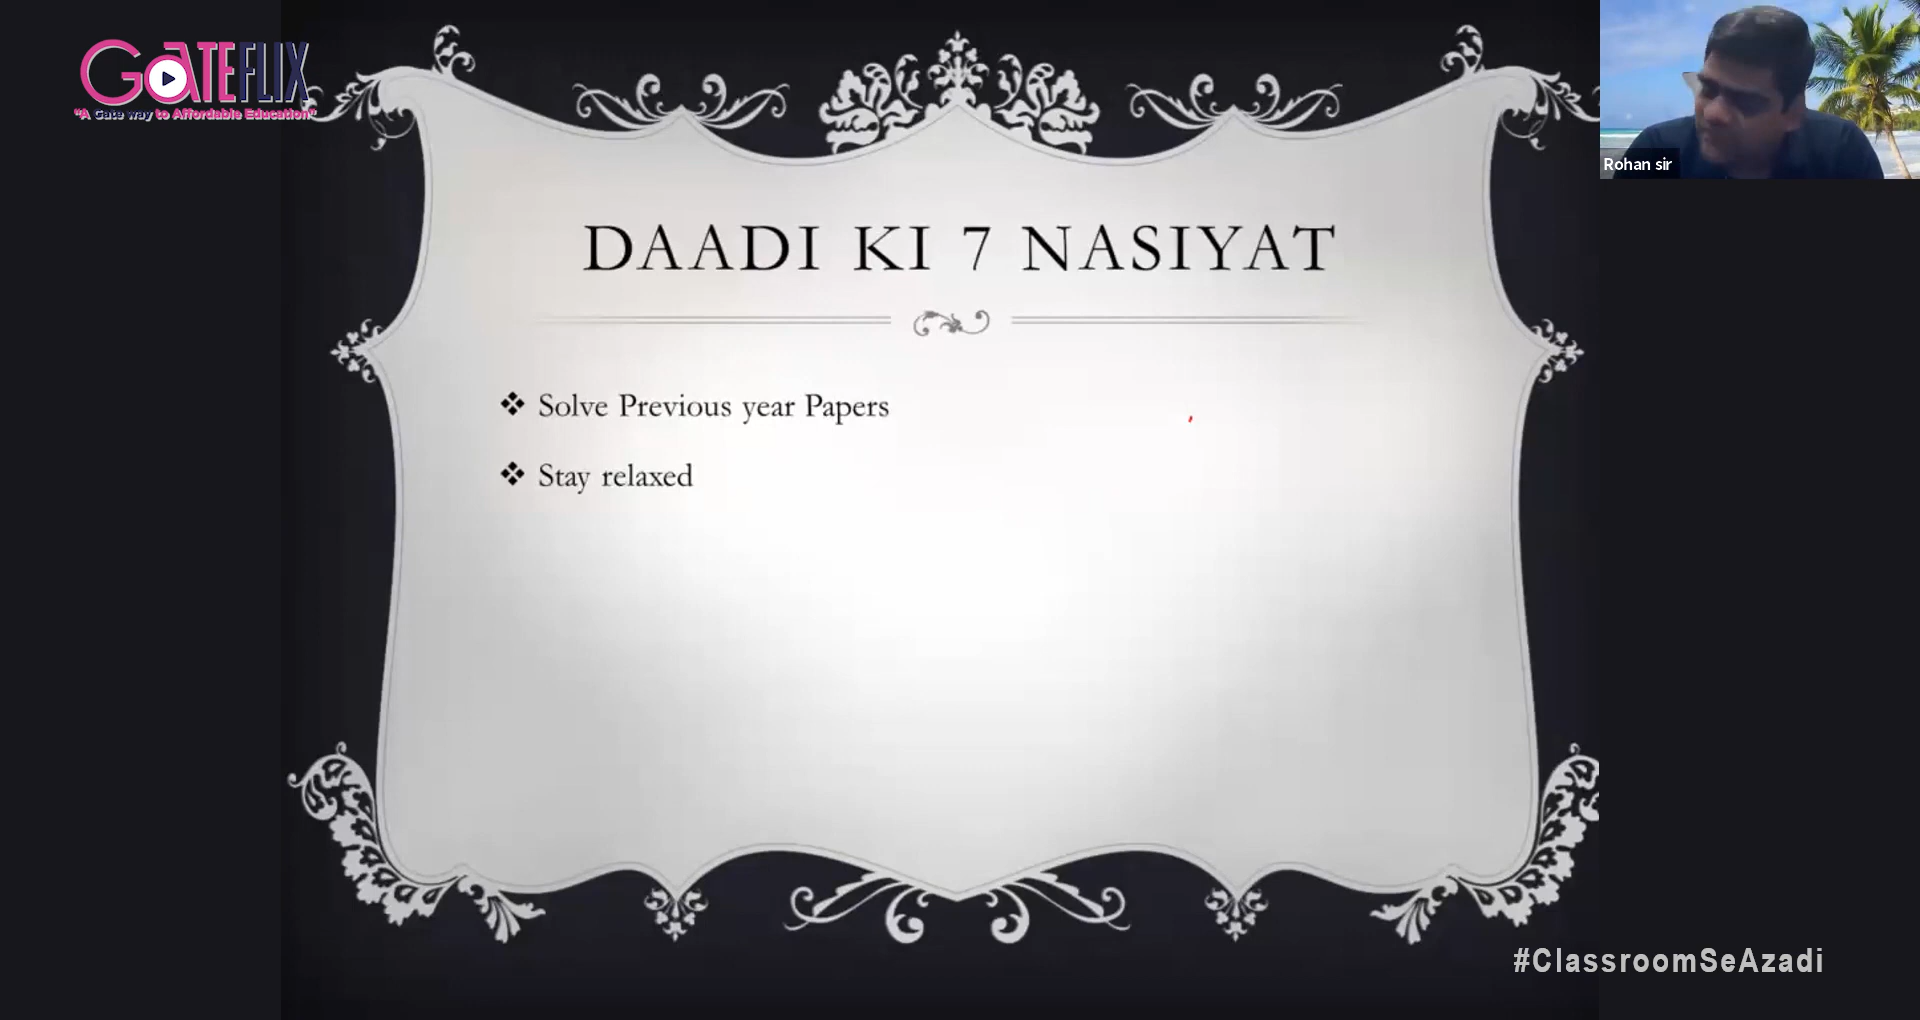 GATEFLIX
"A Gate way to Affordable Education"
Rohan sir
DAADI KI 7 NASIYAT
Solve Previous year Papers
Stay relaxed
#ClassroomSeAzadi